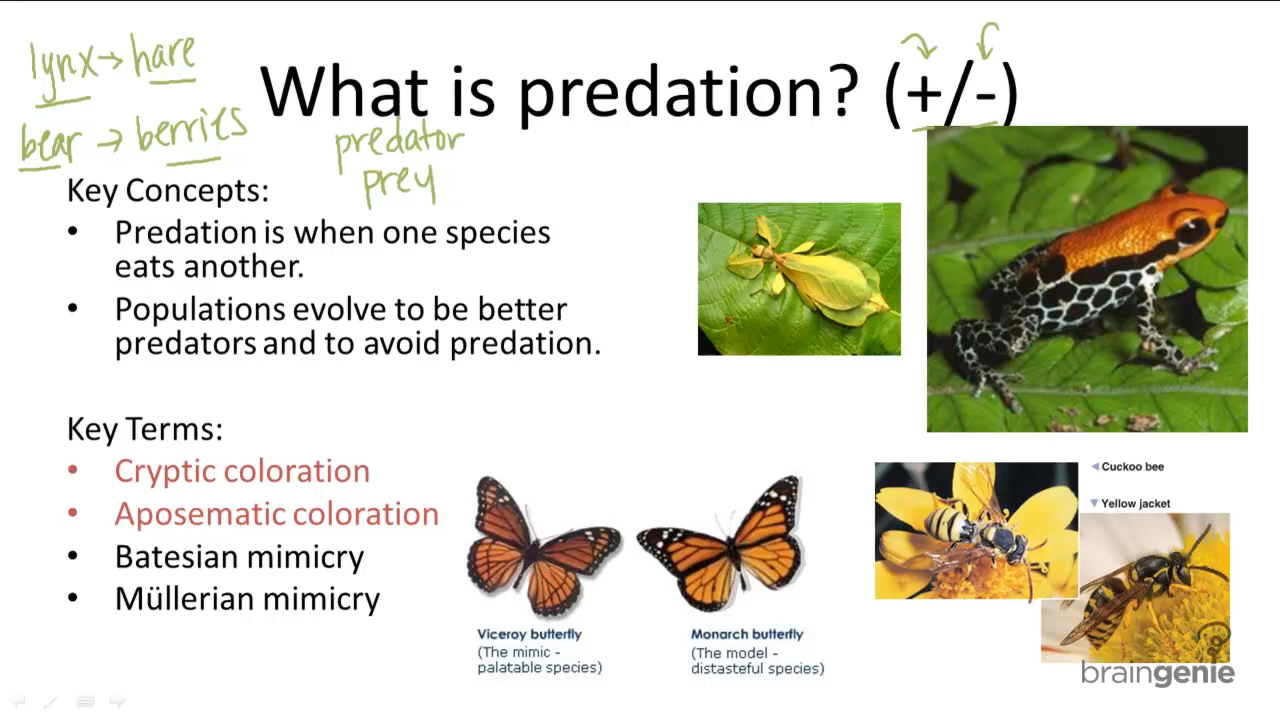 lynx → hare
What is predation? (+/-)
bear → berries
predator
prey
Key Concepts:
• Predation is when one species
eats another.
• Populations evolve to be better
predators and to avoid predation.
Key Terms:
• Cryptic coloration
• Aposematic coloration
• Batesian mimicry
• Müllerian mimicry
Viceroy butterfly
(The mimic -
palatable species)
Monarch butterfly
(The model -
distasteful species)
Cuckoo bee
Yellow jacket
braingenie